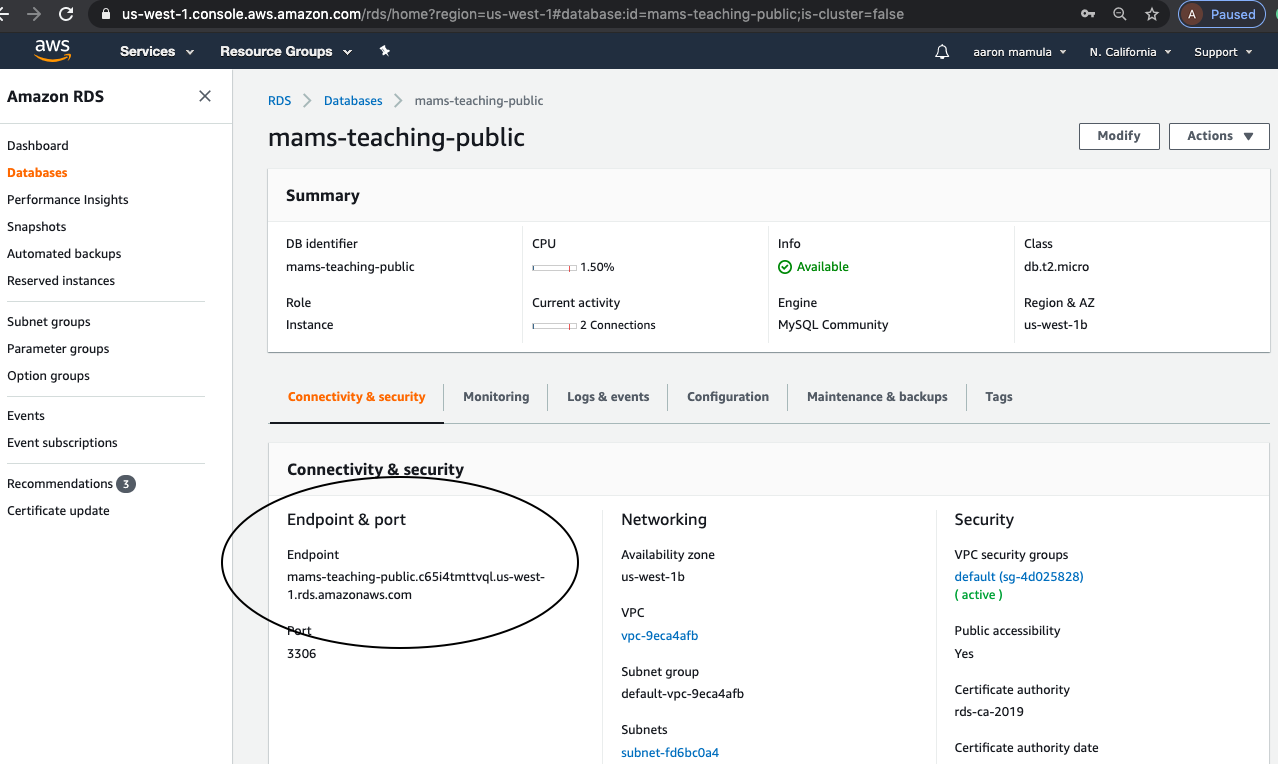 us-west-1.console.aws.amazon.com/rds/home?region=us-west-1#database:id=mams-teaching-public;is-cluster=false
A Paused
aws Services Resource Groups aaron mamula N. California Support
Amazon RDS
Dashboard
Databases
Performance Insights
Snapshots
Automated backups
Reserved instances
Subnet groups
Parameter groups
Option groups
Events
Event subscriptions
Recommendations 3
Certificate update
RDS Databases mams-teaching-public
mams-teaching-public
Modify Actions
Summary
DB identifier
mams-teaching-public
Role
Instance
CPU
1.50%
Current activity
2 Connections
Info
Available
Engine
MySQL Community
Class
db.t2.micro
Region & AZ
us-west-1b
Connectivity & security Monitoring Logs & events Configuration Maintenance & backups Tags
Connectivity & security
Endpoint & port
Endpoint
mams-teaching-public.c65i4tmttvql.us-west-
1.rds.amazonaws.com
Port
3306
Networking
Availability zone
us-west-1b
VPC
vpc-9eca4afb
Subnet group
default-vpc-9eca4afb
Subnets
subnet-fd6bc0a4
Security
VPC security groups
default (sg-4d025828)
( active )
Public accessibility
Yes
Certificate authority
rds-ca-2019
Certificate authority date